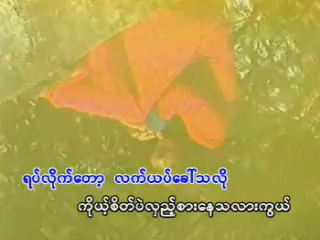 ရပ်လိုက်တော့ လက်ယပ်ခေါ်သလို
ကိုယ့်စိတ်ပဲလှည့်စားနေသလားကွယ်